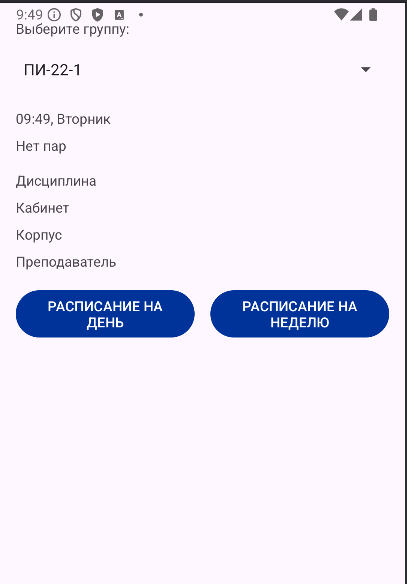 9:49
Выберите группу:
ПИ-22-1
09:49, Вторник
Нет пар
Дисциплина
Кабинет
Корпус
Преподаватель
РАСПИСАНИЕ НА
ДЕНЬ
РАСПИСАНИЕ НА
НЕДЕЛЮ